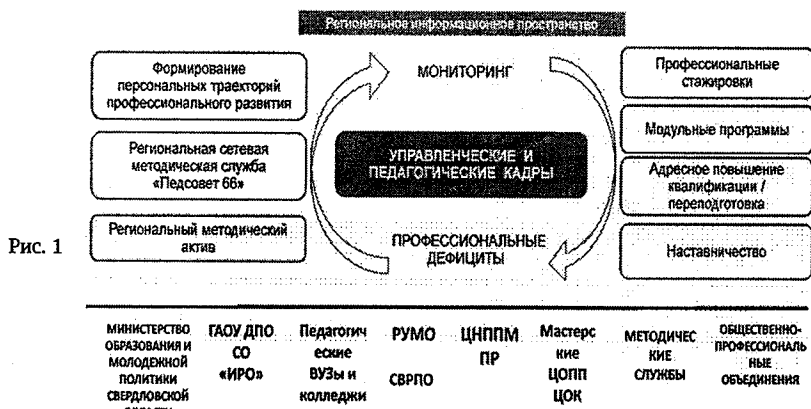 Региональное информационное пространство
Формирование
персональных траекторий
профессионального развития
Региональная сетевая
методическая служба
«Педсовет 66»
Региональный методический
актив
МОНИТОРИНГ
УПРАВЛЕНЧЕСКИЕ И
ПЕДАГОГИЧЕСКИЕ КАДРЫ
ПРОФЕССИОНАЛЬНЫЕ
ДЕФИЦИТЫ
Профессиональные
стажировки
Модульные программы
Адресное повышение
квалификации /
переподготовка
Наставничество
Рис. 1
МИНИСТЕРСТВО
ОБРАЗОВАНИЯ И
МОЛОДЕЖНОЙ
ПОЛИТИКИ
СВЕРДЛОВСКОЙ
ГАОУ ДПО
СО
«ИРО»
Педагогич
еские
ВУЗы и
колледжи
РУМО
СВРПО
ЦНППМ
ПР
Мастерс
кие
ЦОПП
ЦОК
МЕТОДИЧЕС
КИЕ
СЛУЖБЫ
ОБЩЕСТВЕННО-
ПРОФЕССИОНАЛЬ
НЫЕ
ОБЪЕДИНЕНИЯ